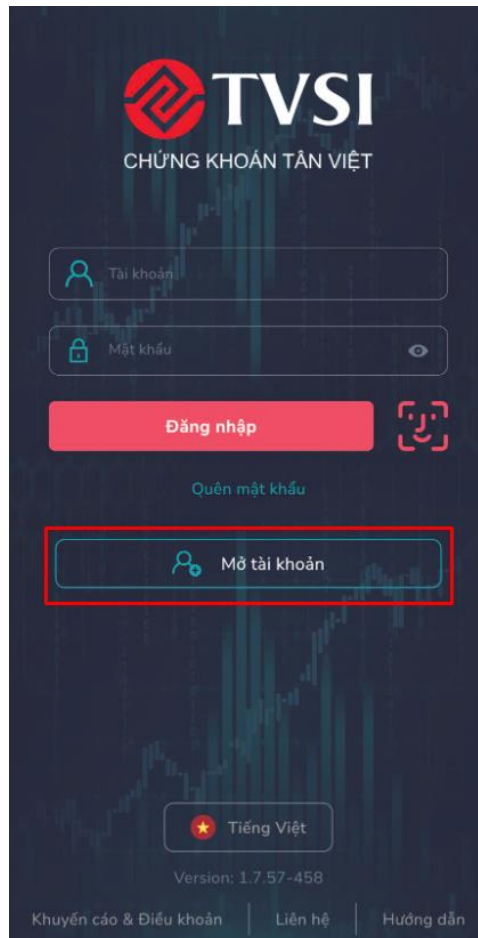 TVSI
CHỨNG KHOÁN TÂN VIỆT
Tài khoản
Mật khẩu
Đăng nhập
Quên mật khẩu
Mở tài khoản
Tiếng Việt
Version: 1.7.57-458
Khuyến cáo & Điều khoản | Liên hệ | Hướng dẫn